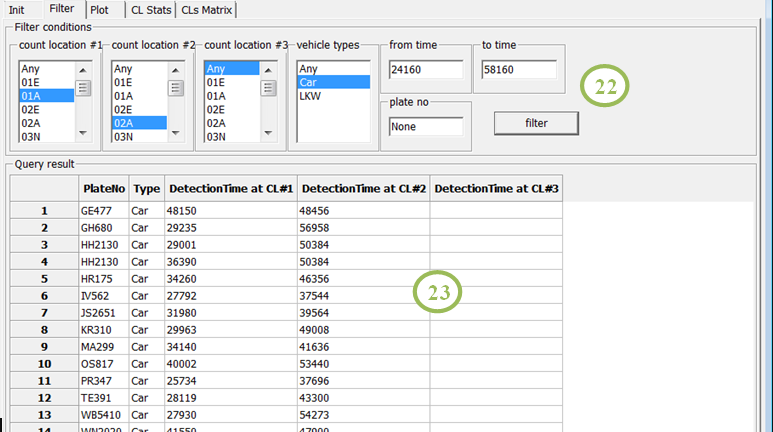 Init Filter Plot CL Stats CLs Matrix
Filter conditions
count location #1 count location #2 count location #3 vehicle types from time to time
Any Any Any Any 24160 58160
01E 01E 01E Car
01A 01A 01A LKW
02E 02E 02E plate no
02A 02A 02A None filter
03N 03N 03N
22
Query result
PlateNo Type DetectionTime at CL#1 DetectionTime at CL#2 DetectionTime at CL#3
1 GE477 Car 48150 48456
2 GH680 Car 29235 56958
3 HH2130 Car 29001 50384
4 HH2130 Car 36390 50384
5 HR175 Car 34260 46356
6 IV562 Car 27792 37544
7 JS2651 Car 31980 39564
8 KR310 Car 29963 49008
9 MA299 Car 34140 41636
10 OS817 Car 40002 53440
11 PR347 Car 25734 37696
12 TE391 Car 28119 43300
13 WB5410 Car 27930 54273
23